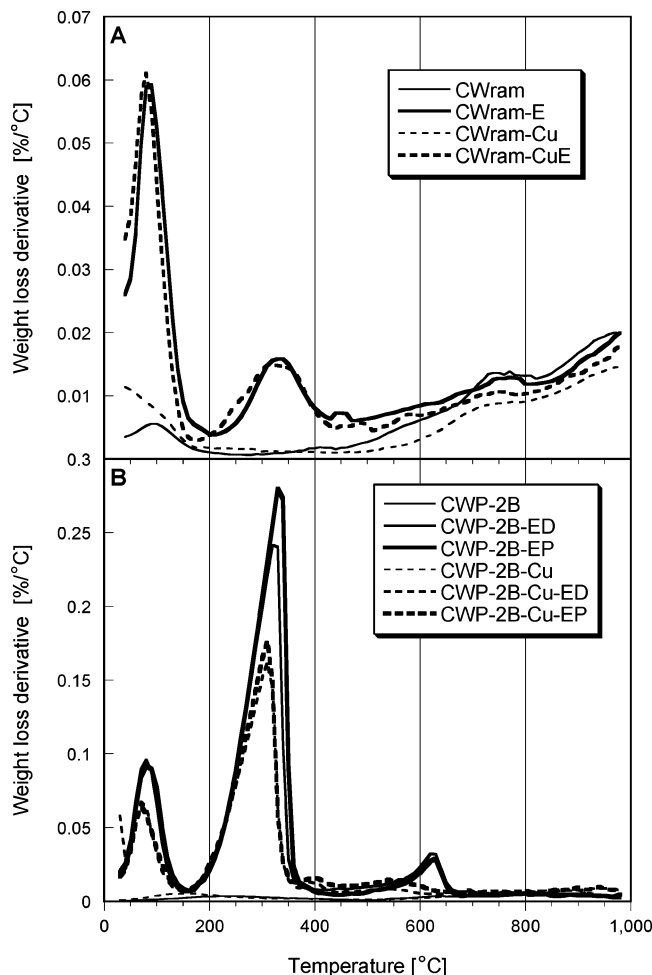 A
0.07
0.06
0.05
0.04
0.03
0.02
0.01
0.3
Weight loss derivative [%/°C]
CWram
CWram-E
CWram-Cu
CWram-CuE
B
0.25
0.2
0.15
0.1
0.05
0
Weight loss derivative [%/°C]
CWP-2B
CWP-2B-ED
CWP-2B-EP
CWP-2B-Cu
CWP-2B-Cu-ED
CWP-2B-Cu-EP
0 200 400 600 800 1,000
Temperature [°C]